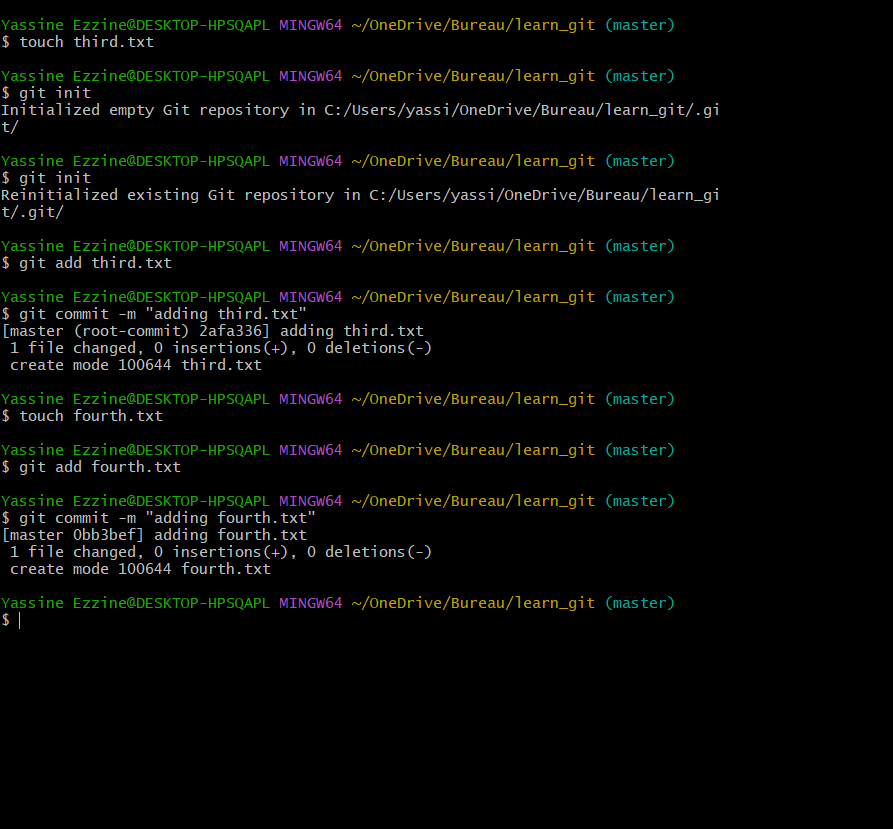 Yassine Ezzine@DESKTOP-HPSQAPL MINGW64 ~/OneDrive/Bureau/learn_git (master)
$ touch third.txt
Yassine Ezzine@DESKTOP-HPSQAPL MINGW64 ~/OneDrive/Bureau/learn_git (master)
$ git init
Initialized empty Git repository in C:/Users/yassi/OneDrive/Bureau/learn_git/.gi
t/
Yassine Ezzine@DESKTOP-HPSQAPL MINGW64 ~/OneDrive/Bureau/learn_git (master)
$ git init
Reinitialized existing Git repository in C:/Users/yassi/OneDrive/Bureau/learn_gi
t/.git/
Yassine Ezzine@DESKTOP-HPSQAPL MINGW64 ~/OneDrive/Bureau/learn_git (master)
$ git add third.txt
Yassine Ezzine@DESKTOP-HPSQAPL MINGW64 ~/OneDrive/Bureau/learn_git (master)
$ git commit -m "adding third.txt"
[master (root-commit) 2afa336] adding third.txt
 1 file changed, 0 insertions(+), 0 deletions(-)
 create mode 100644 third.txt
Yassine Ezzine@DESKTOP-HPSQAPL MINGW64 ~/OneDrive/Bureau/learn_git (master)
$ touch fourth.txt
Yassine Ezzine@DESKTOP-HPSQAPL MINGW64 ~/OneDrive/Bureau/learn_git (master)
$ git add fourth.txt
Yassine Ezzine@DESKTOP-HPSQAPL MINGW64 ~/OneDrive/Bureau/learn_git (master)
$ git commit -m "adding fourth.txt"
[master 0bb3bef] adding fourth.txt
 1 file changed, 0 insertions(+), 0 deletions(-)
 create mode 100644 fourth.txt
Yassine Ezzine@DESKTOP-HPSQAPL MINGW64 ~/OneDrive/Bureau/learn_git (master)
$